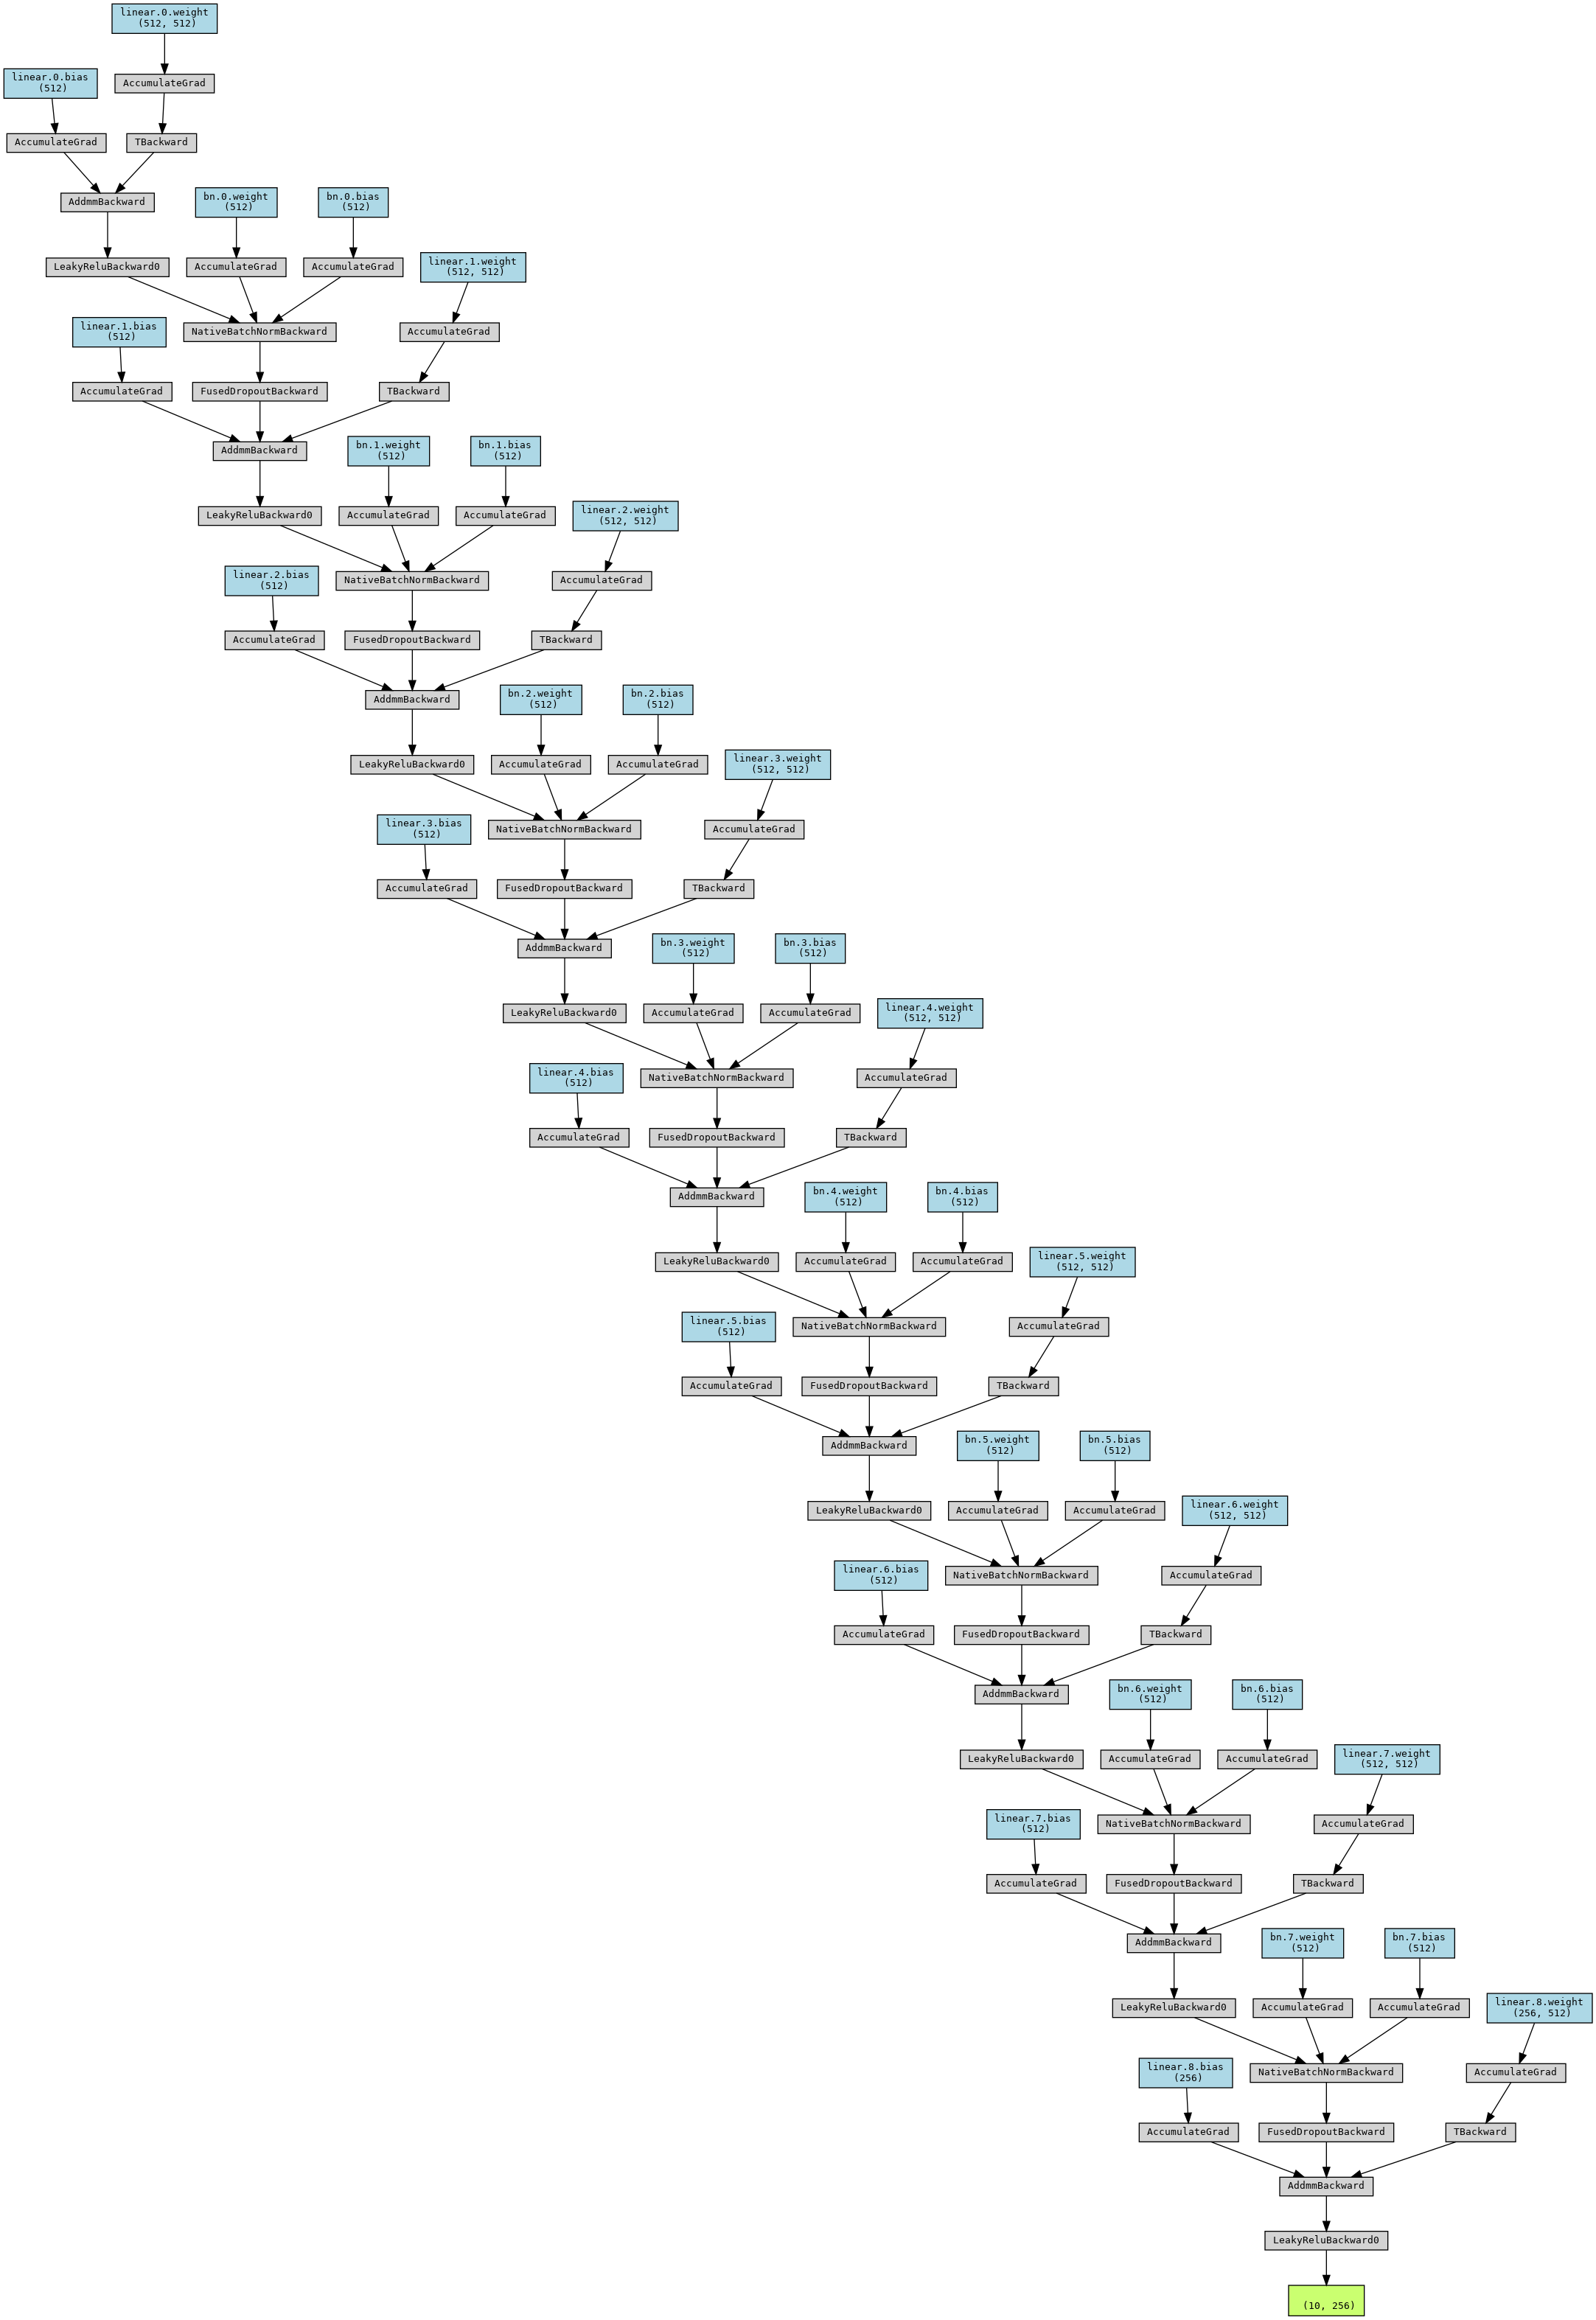 linear.0.weight
(512, 512)
linear.0.bias
(512)
AccumulateGrad
AccumulateGrad
TBackward
AddmmBackward
bn.0.weight
(512)
bn.0.bias
(512)
LeakyReluBackward0
AccumulateGrad
AccumulateGrad
linear.1.weight
(512, 512)
linear.1.bias
(512)
NativeBatchNormBackward
AccumulateGrad
AccumulateGrad
FusedDropoutBackward
TBackward
AddmmBackward
bn.1.weight
(512)
bn.1.bias
(512)
LeakyReluBackward0
AccumulateGrad
AccumulateGrad
linear.2.weight
(512, 512)
linear.2.bias
(512)
NativeBatchNormBackward
AccumulateGrad
AccumulateGrad
FusedDropoutBackward
TBackward
AddmmBackward
bn.2.weight
(512)
bn.2.bias
(512)
LeakyReluBackward0
AccumulateGrad
AccumulateGrad
linear.3.weight
(512, 512)
linear.3.bias
(512)
NativeBatchNormBackward
AccumulateGrad
AccumulateGrad
FusedDropoutBackward
TBackward
AddmmBackward
bn.3.weight
(512)
bn.3.bias
(512)
LeakyReluBackward0
AccumulateGrad
AccumulateGrad
linear.4.weight
(512, 512)
linear.4.bias
(512)
NativeBatchNormBackward
AccumulateGrad
AccumulateGrad
FusedDropoutBackward
TBackward
AddmmBackward
bn.4.weight
(512)
bn.4.bias
(512)
LeakyReluBackward0
AccumulateGrad
AccumulateGrad
linear.5.weight
(512, 512)
linear.5.bias
(512)
NativeBatchNormBackward
AccumulateGrad
AccumulateGrad
FusedDropoutBackward
TBackward
AddmmBackward
bn.5.weight
(512)
bn.5.bias
(512)
LeakyReluBackward0
AccumulateGrad
AccumulateGrad
linear.6.weight
(512, 512)
linear.6.bias
(512)
NativeBatchNormBackward
AccumulateGrad
AccumulateGrad
FusedDropoutBackward
TBackward
AddmmBackward
bn.6.weight
(512)
bn.6.bias
(512)
LeakyReluBackward0
AccumulateGrad
AccumulateGrad
linear.7.weight
(512, 512)
linear.7.bias
(512)
NativeBatchNormBackward
AccumulateGrad
AccumulateGrad
FusedDropoutBackward
TBackward
AddmmBackward
bn.7.weight
(512)
bn.7.bias
(512)
LeakyReluBackward0
AccumulateGrad
AccumulateGrad
linear.8.weight
(256, 512)
linear.8.bias
(256)
NativeBatchNormBackward
AccumulateGrad
AccumulateGrad
FusedDropoutBackward
TBackward
AddmmBackward
LeakyReluBackward0
(10, 256)